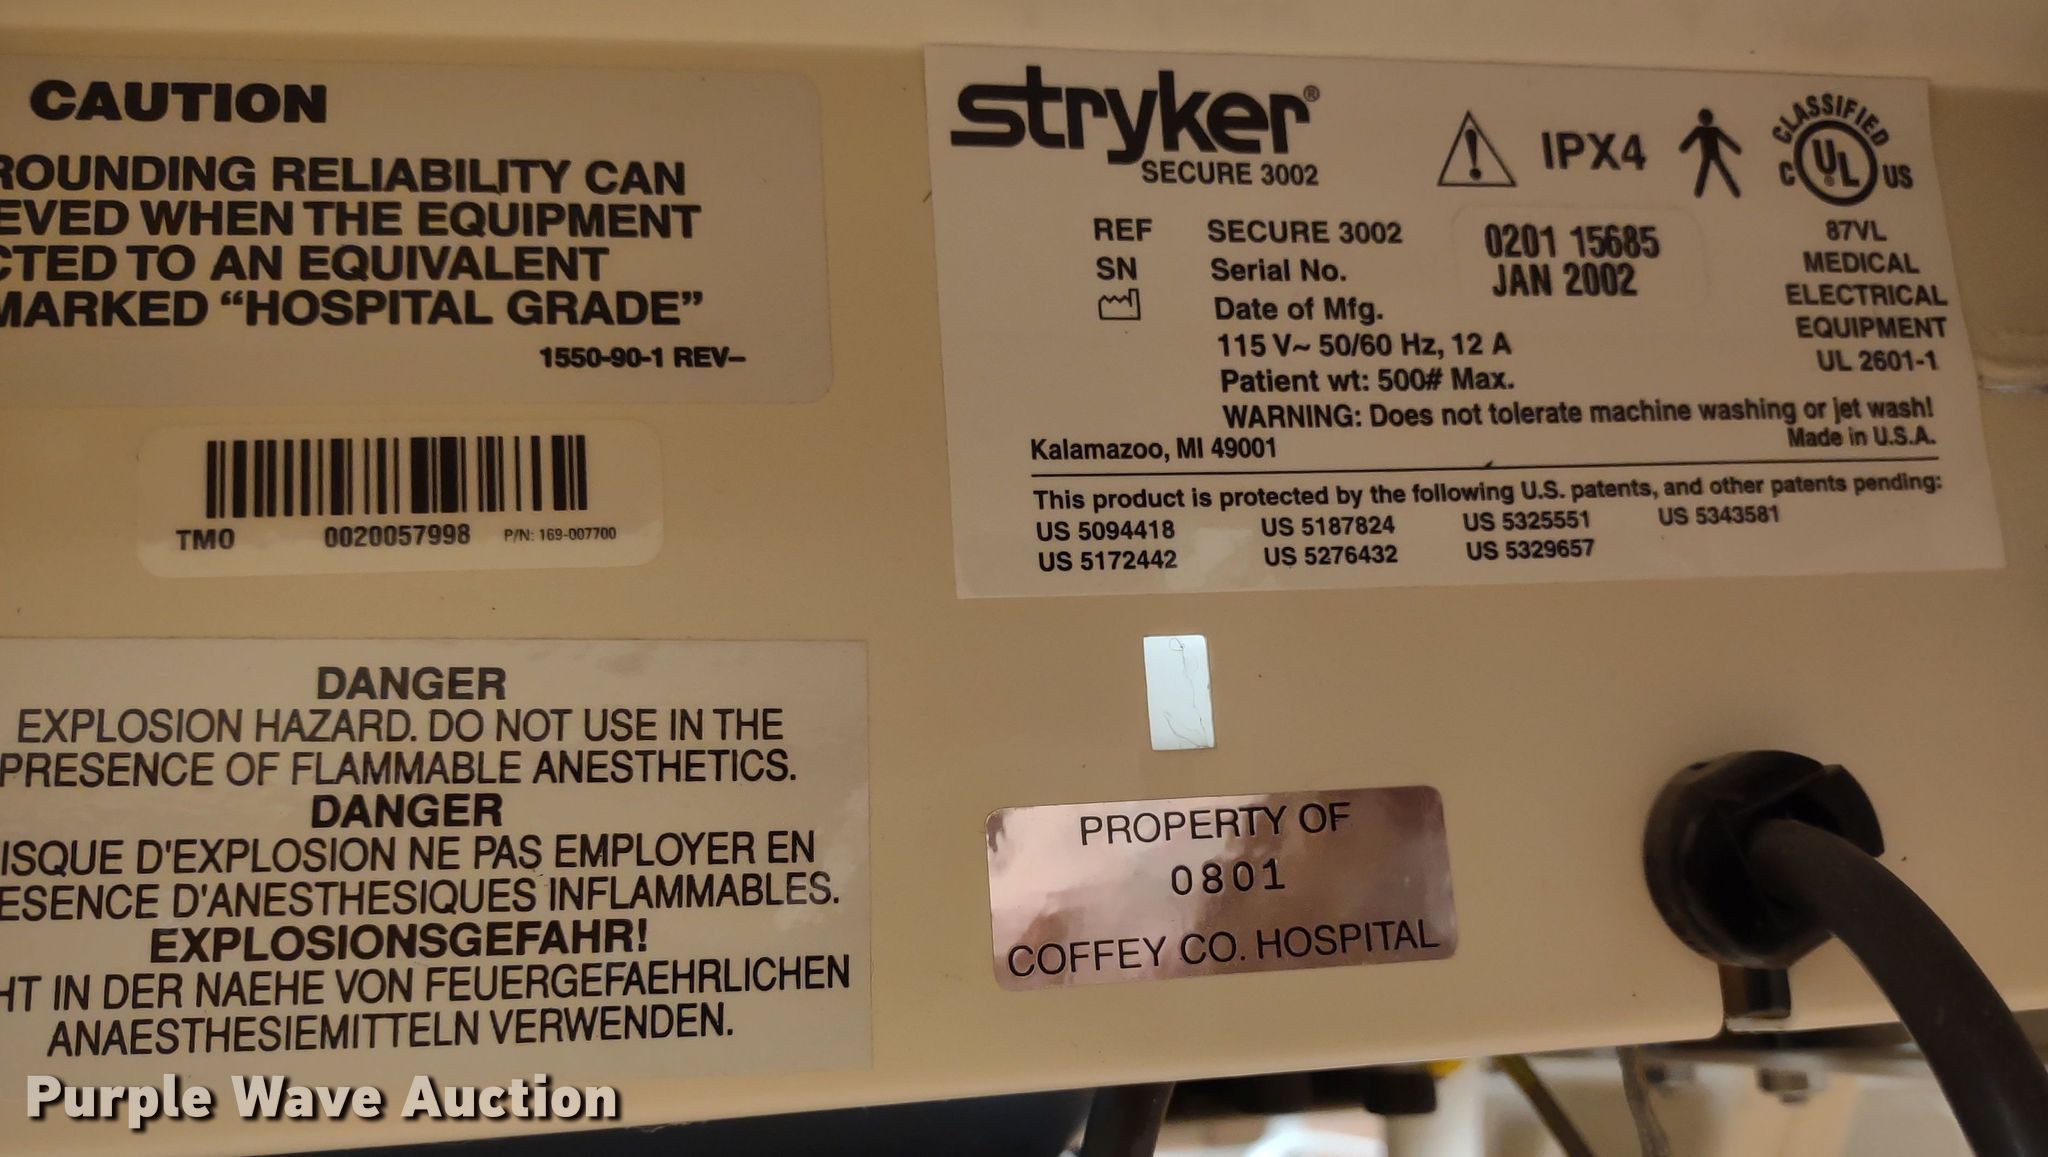 CAUTION
ROUNDING RELIABILITY CAN
EVED WHEN THE EQUIPMENT
CTED TO AN EQUIVALENT
MARKED “HOSPITAL GRADE”
1550-90-1 REV–
TMO 0020057998 P/N: 169-007700
DANGER
EXPLOSION HAZARD. DO NOT USE IN THE
PRESENCE OF FLAMMABLE ANESTHETICS.
DANGER
ISQUE D'EXPLOSION NE PAS EMPLOYER EN
ESENCE D'ANESTHESIQUES INFLAMMABLES.
EXPLOSIONSGEFAHR!
HT IN DER NAEHE VON FEUERGEFAEHRLICHEN
ANAESTHESIEMITTELN VERWENDEN.
stryker®
SECURE 3002
IPX4
CLASSIFIED
C UL US
REF SECURE 3002
SN Serial No. 0201 15685
Date of Mfg. JAN 2002
115 V~ 50/60 Hz, 12 A
Patient wt: 500# Max.
87VL
MEDICAL
ELECTRICAL
EQUIPMENT
UL 2601-1
WARNING: Does not tolerate machine washing or jet wash!
Kalamazoo, MI 49001 Made in U.S.A.
This product is protected by the following U.S. patents, and other patents pending:
US 5094418 US 5187824 US 5325551 US 5343581
US 5172442 US 5276432 US 5329657
PROPERTY OF
0801
COFFEY CO. HOSPITAL
Purple Wave Auction